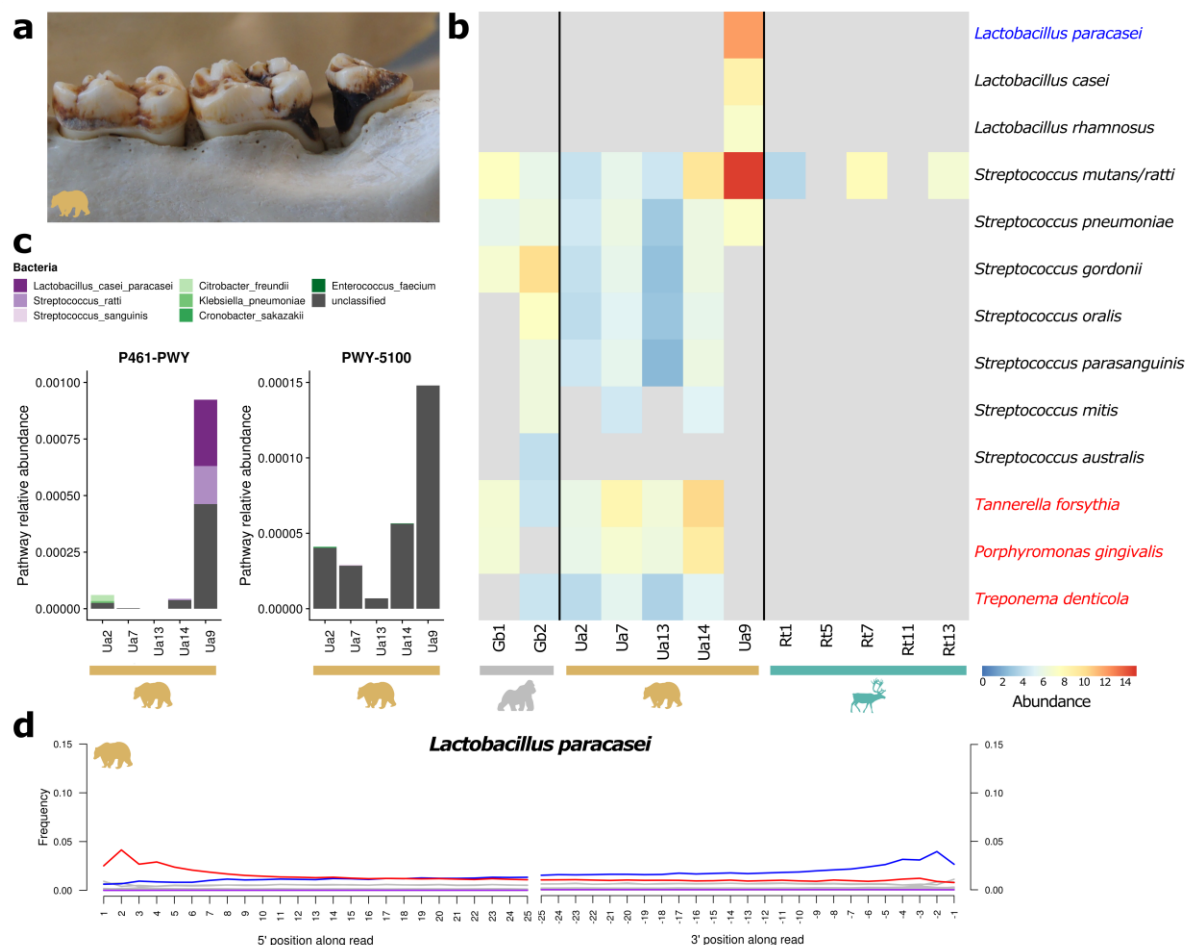 a
b
Lactobacillus paracasei
Lactobacillus casei
Lactobacillus rhamnosus
Streptococcus mutans/ratti
Streptococcus pneumoniae
Streptococcus gordonii
Streptococcus oralis
Streptococcus parasanguinis
Streptococcus mitis
Streptococcus australis
Tannerella forsythia
Porphyromonas gingivalis
Treponema denticola
Gb1 Gb2 Ua2 Ua7 Ua13 Ua14 Ua9 Rt1 Rt5 Rt7 Rt11 Rt13
0 2 4 6 8 10 12 14
Abundance
c
Bacteria
Lactobacillus_casei_paracasei Citrobacter_freundii Enterococcus_faecium
Streptococcus_ratti Klebsiella_pneumoniae unclassified
Streptococcus_sanguinis Cronobacter_sakazakii
P461-PWY
Pathway relative abundance
0.00100
0.00075
0.00050
0.00025
0.00000
Ua2 Ua7 Ua13 Ua14 Ua9
PWY-5100
Pathway relative abundance
0.00015
0.00010
0.00005
0.00000
Ua2 Ua7 Ua13 Ua14 Ua9
d
Lactobacillus paracasei
Frequency
0.15
0.10
0.05
0.00
1 2 3 4 5 6 7 8 9 10 11 12 13 14 15 16 17 18 19 20 21 22 23 24 25
5' position along read
-25 -24 -23 -22 -21 -20 -19 -18 -17 -16 -15 -14 -13 -12 -11 -10 -9 -8 -7 -6 -5 -4 -3 -2 -1
3' position along read
0.15
0.10
0.05
0.00